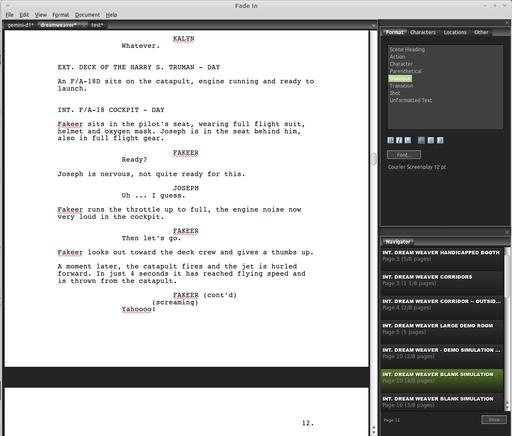 Fade In
File Edit View Insert Format Document Help
gemini-d1* dreamweaver* test*
KALYN
Whatever.
EXT. DECK OF THE HARRY S. TRUMAN - DAY
An F/A-18D sits on the catapult, engine running and ready to
launch.
INT. F/A-18 COCKPIT - DAY
Fakeer sits in the pilot's seat, wearing full flight suit,
helmet and oxygen mask. Joseph is in the seat behind him,
also in full flight gear.
FAKEER
Ready?
Joseph is nervous, not quite ready for this.
JOSEPH
Uh ... I guess.
Fakeer runs the throttle up to full, the engine noise now
very loud in the cockpit.
FAKEER
Then let's go.
Fakeer looks out toward the deck crew and gives a thumbs up.
A moment later, the catapult fires and the jet is hurled
forward. In just 4 seconds it has reached flying speed and
is thrown from the catapult.
FAKEER (cont'd)
(screaming)
Yahoooo!
12.
Format Characters Locations Other
Scene Heading
Action
Character
Parenthetical
Dialogue
Transition
Shot
Unformatted Text
B I U
Font...
Courier Screenplay 12 pt
Navigator
INT. DREAM WEAVER HANDICAPPED BOOTH
Page 3 (5/8 pages)
INT. DREAM WEAVER CORRIDORS
Page 3 (1 1/8 pages)
INT. DREAM WEAVER CORRIDOR -- OUTSID...
Page 4 (2/8 pages)
INT. DREAM WEAVER LARGE DEMO ROOM
Page 5 (5 pages)
INT. DREAM WEAVER - DEMO SIMULATION ...
Page 10 (2/8 pages)
INT. DREAM WEAVER BLANK SIMULATION
Page 10 (4/8 pages)
INT. DREAM WEAVER BLANK SIMULATION
Page 10 (3/8 pages)
Page 11
Show